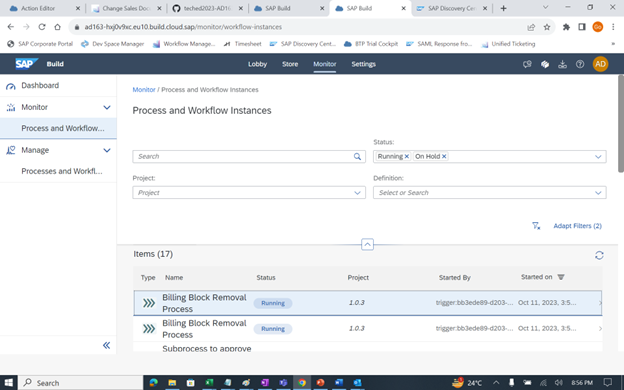 Action Editor
Change Sales Doc
teched2023-AD16
SAP Build
SAP Build
SAP Discovery Cen
ad163-hxj0v9xc.eu10.build.cloud.sap/monitor/workflow-instances
Go
SAP Corporate Portal
Dev Space Manager
Workflow Manage...
Timesheet
SAP Discovery Cent...
BTP Trial Cockpit
SAML Response fro...
Unified Ticketing
SAP Build
Lobby
Store
Monitor
Settings
AD
Dashboard
Monitor
Process and Workflow...
Manage
Processes and Workfl...
Monitor / Process and Workflow Instances
Process and Workflow Instances
Status:
Search
Running
On Hold
Project:
Definition:
Project
Select or Search
Adapt Filters (2)
Items (17)
Type Name Status Project Started By Started on
Billing Block Removal
Process
Running
1.0.3
trigger:bb3ede89-d203-...
Oct 11, 2023, 3:5...
Billing Block Removal
Process
Running
1.0.3
trigger:bb3ede89-d203-...
Oct 11, 2023, 3:5...
Subprocess to approve
Search
24°C
8:56 PM